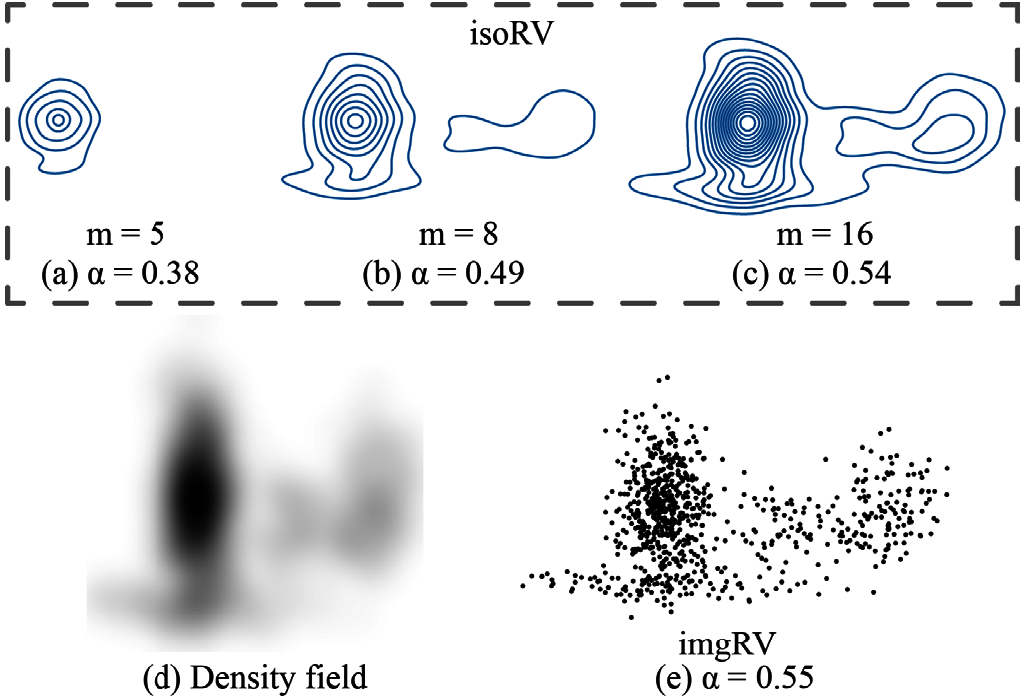 isoRV
m = 5
(a) α = 0.38
m = 8
(b) α = 0.49
m = 16
(c) α = 0.54
(d) Density field
imgRV
(e) α = 0.55